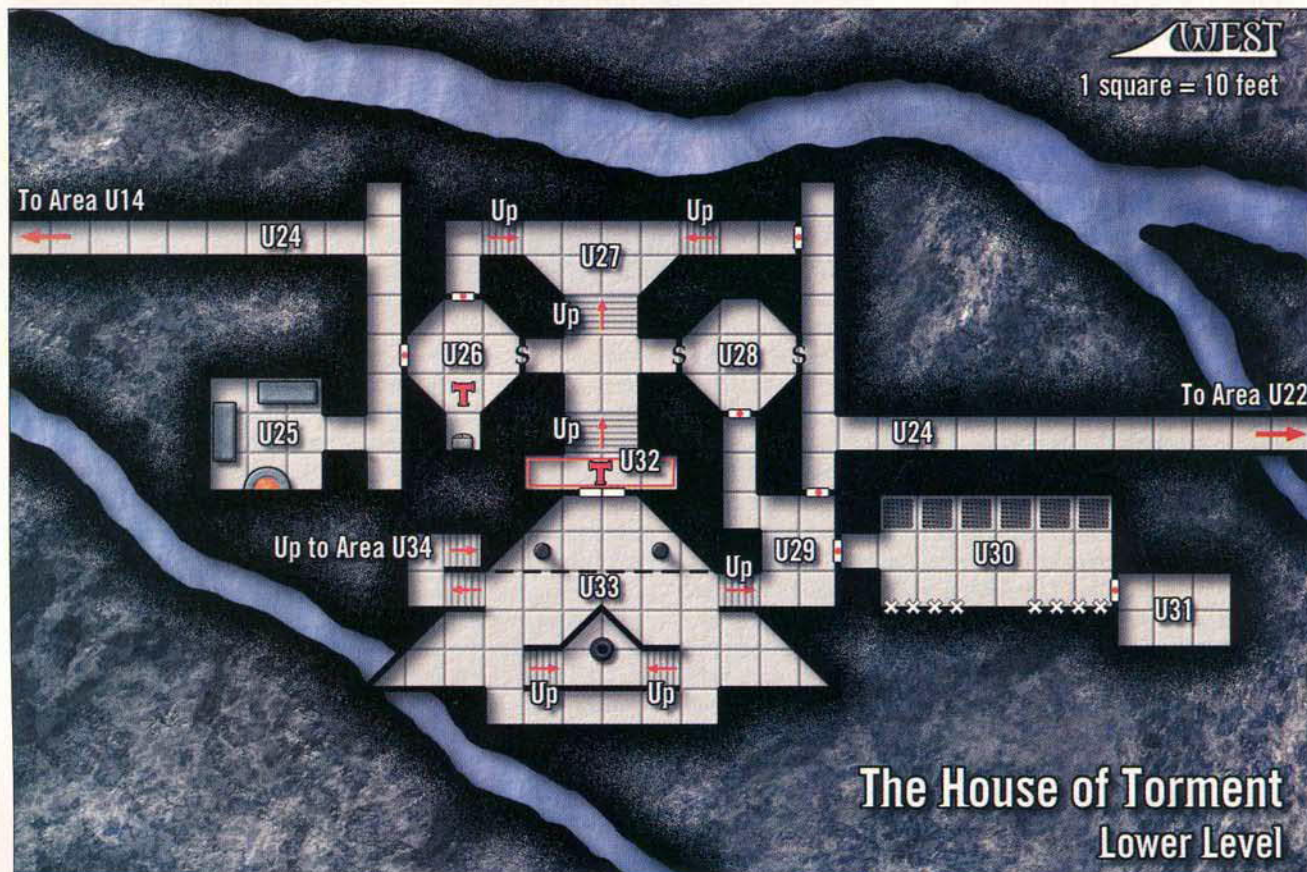 WEST
1 square = 10 feet
To Area U14
U24
Up
Up
U27
Up
U26
S
S
U28
S
T
To Area U22
U25
Up
U24
U32
T
Up to Area U34
U29
U30
Up
U33
U31
Up
Up
The House of Torment
Lower Level